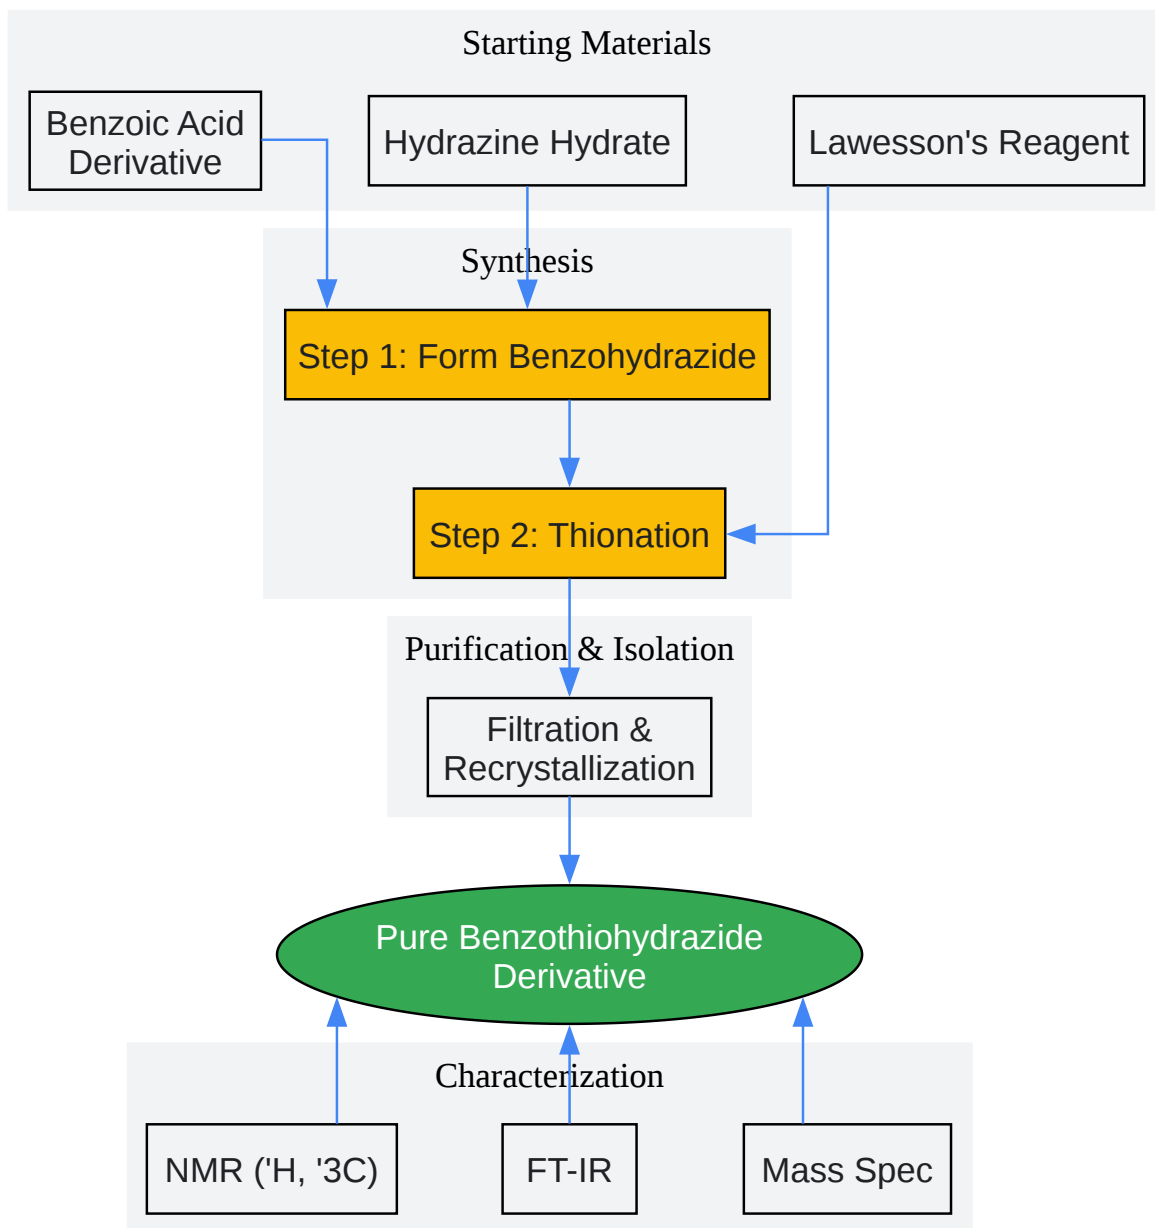 Starting Materials
Benzoic Acid
Derivative
Hydrazine Hydrate
Lawesson's Reagent
Synthesis
Step 1: Form Benzohydrazide
Step 2: Thionation
Purification & Isolation
Filtration &
Recrystallization
Pure Benzothiohydrazide
Derivative
Characterization
NMR ('H, '3C)
FT-IR
Mass Spec